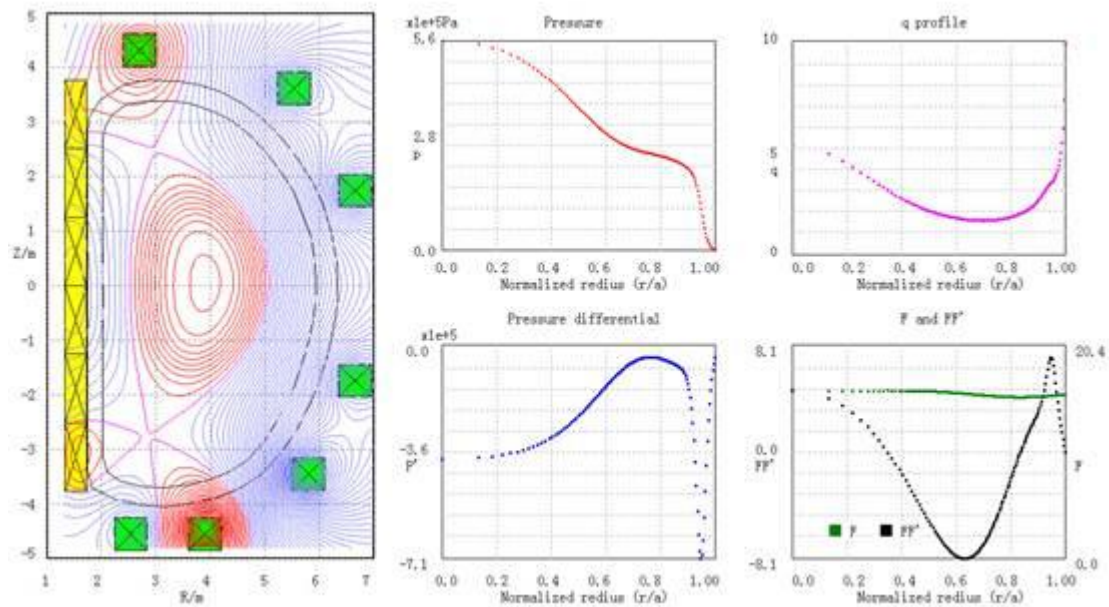 5
4
3
2
1
Z/m
0
-1
-2
-3
-4
-5
1 2 3 4 5 6 7
R/m
x1e+5Pa
Pressure
5.6
2.8
P
0.0
0.0 0.2 0.4 0.6 0.8 1.00
Normalized redius (r/a)
q profile
10
5
q
0
0.0 0.2 0.4 0.6 0.8 1.00
Normalized redius (r/a)
Pressure differential
x1e+5
0.0
-3.6
P'
-7.1
0.0 0.2 0.4 0.6 0.8 1.00
Normalized redius (r/a)
F and FF'
8.1
20.4
0.0
FF'
F
F FF'
-8.1
0.0
0.0 0.2 0.4 0.6 0.8 1.00
Normalized redius (r/a)